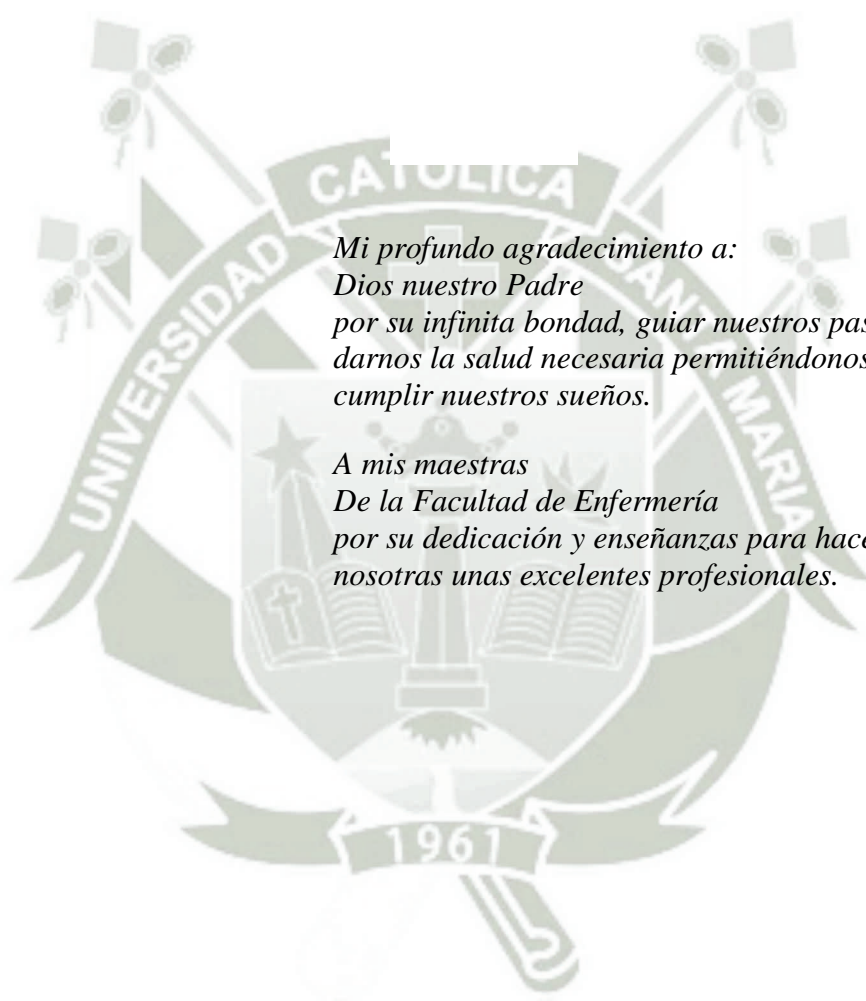 UNIVERSIDAD CATOLICA SANTA MARIA
Mi profundo agradecimiento a:
Dios nuestro Padre
por su infinita bondad, guiar nuestros
darnos la salud necesaria permitiéndonos
cumplir nuestros sueños.
A mis maestras
De la Facultad de Enfermería
por su dedicación y enseñanzas para
nosotras unas excelentes profesionales.
1961